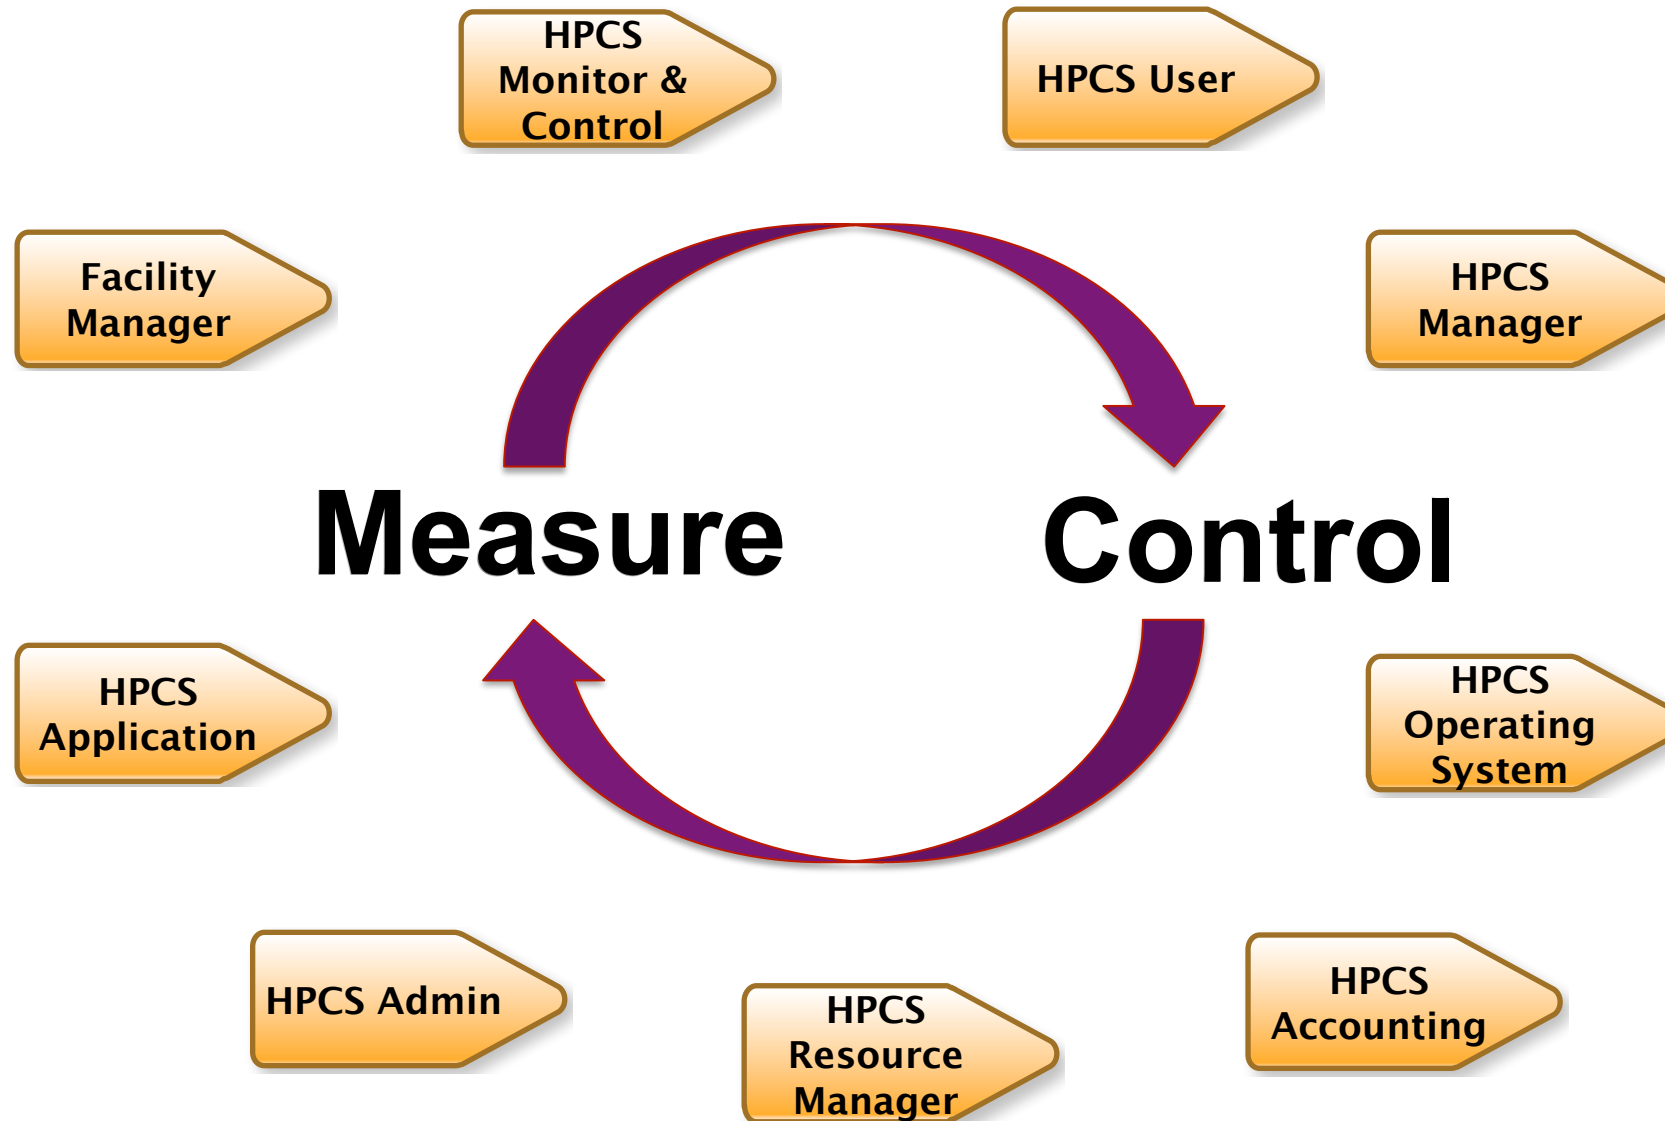 HPCS
Monitor &
Control
HPCS User
Facility
Manager
HPCS
Manager
Measure
Control
HPCS
Application
HPCS
Operating
System
HPCS Admin
HPCS
Resource
Manager
HPCS
Accounting